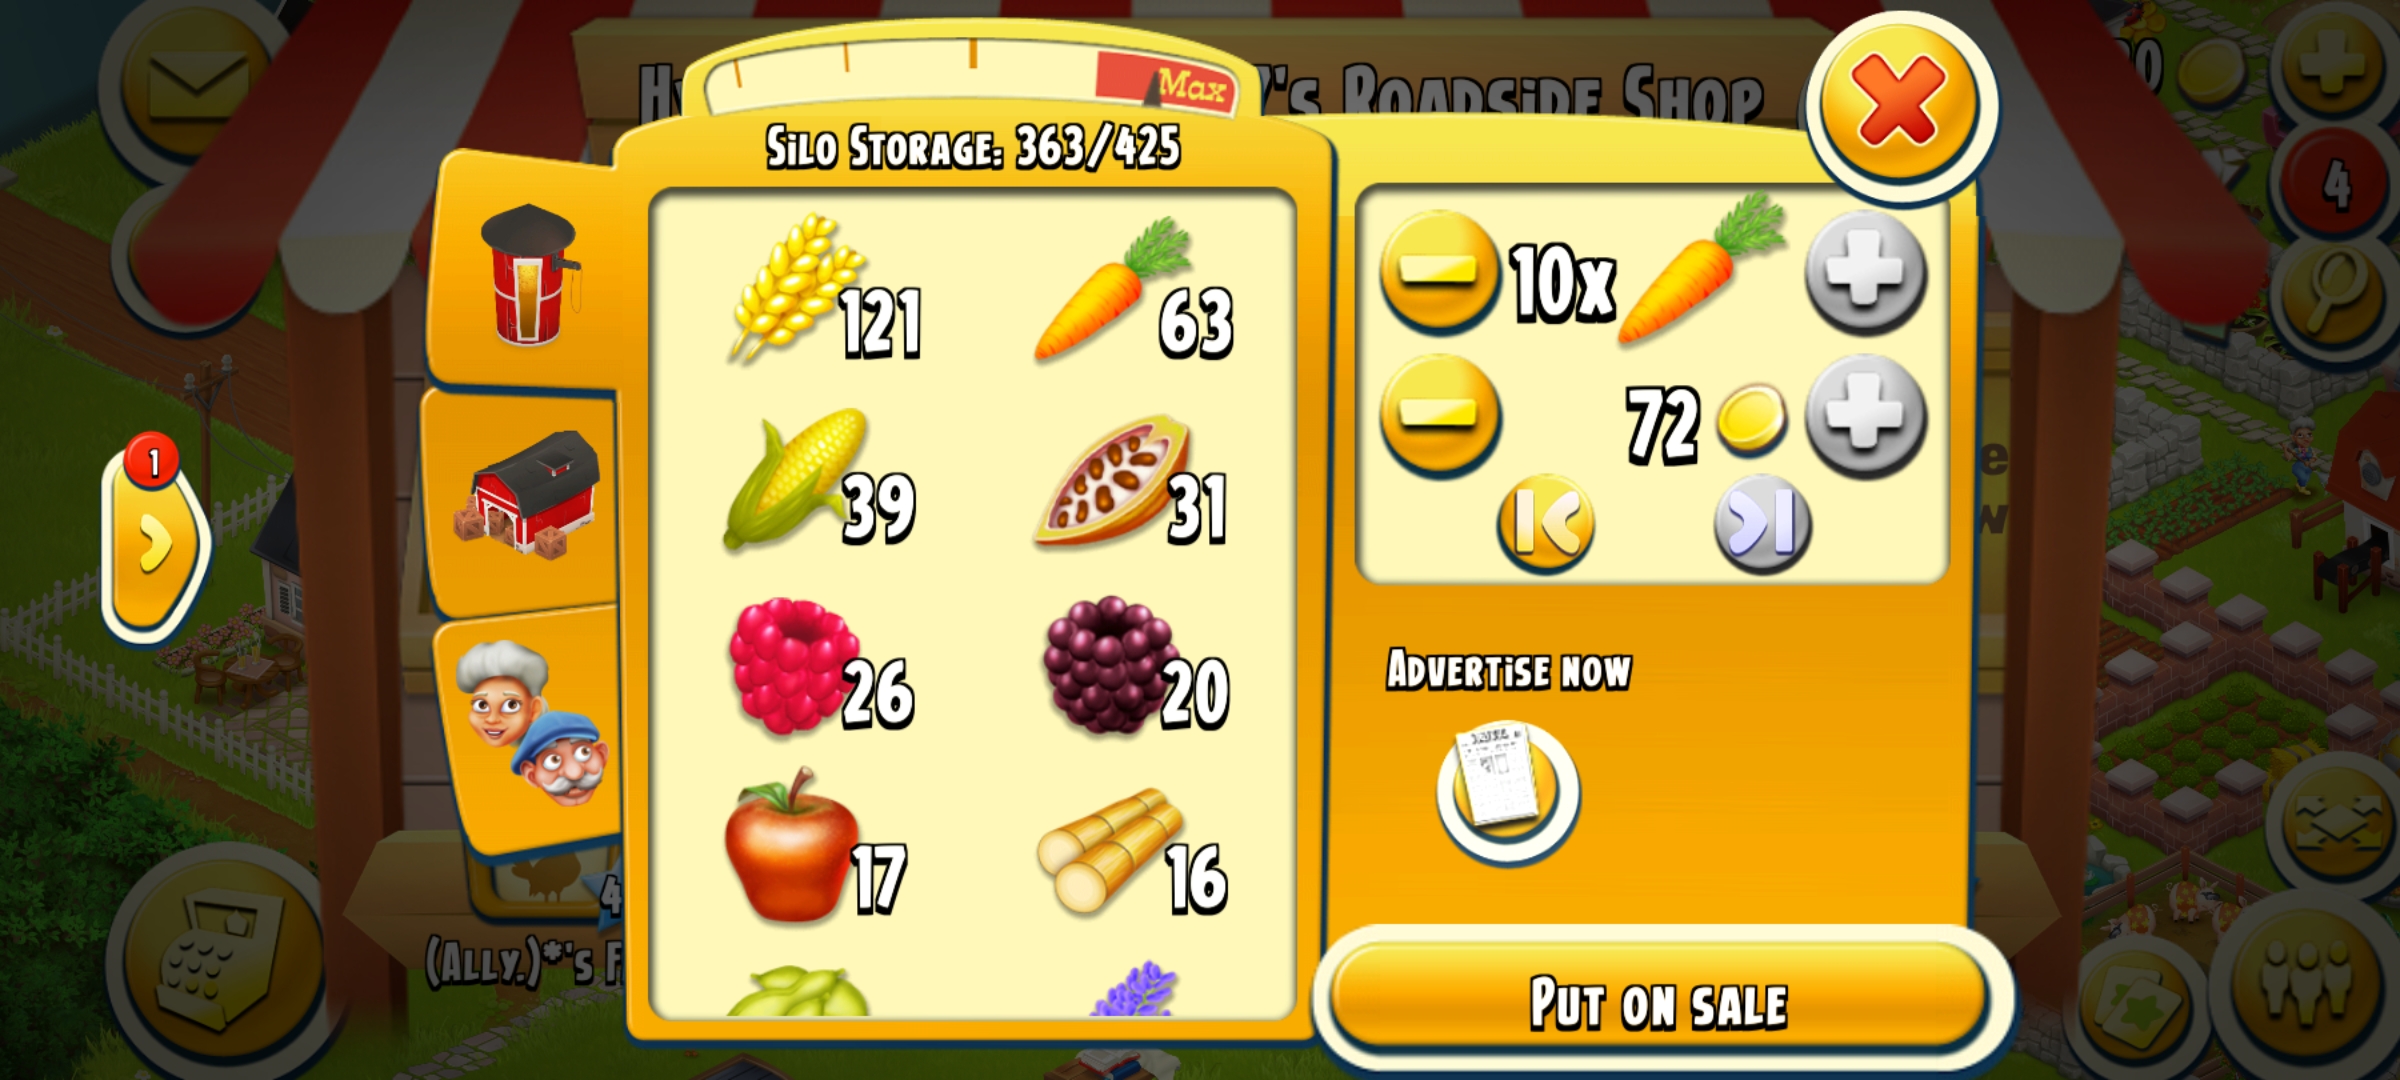 's Roadside Shop
Max
Silo Storage: 363/425
4
121
63
10x
39
31
72
1
26
20
Advertise now
17
16
(Ally.)*'s F
Put on sale